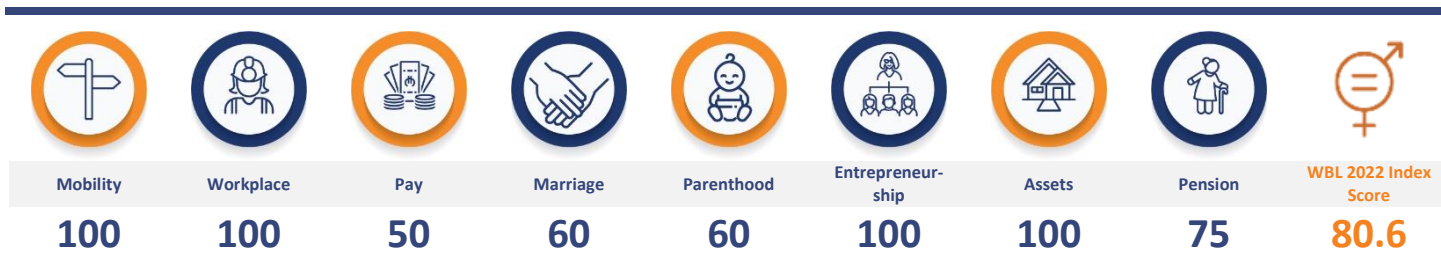 Mobility
Workplace
Pay
Marriage
Parenthood
Entrepreneur-
ship
Assets
Pension
WBL 2022 Index
Score
100
100
50
60
60
100
100
75
80.6